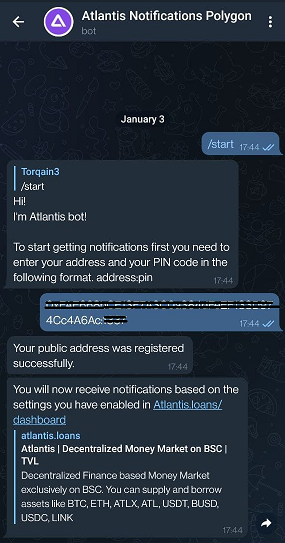 Atlantis Notifications Polygon
bot
January 3
/start 17:44
Torqain3
/start
Hi!
I'm Atlantis bot!
To start getting notifications first you need to
enter your address and your PIN code in the
following format. address:pin
17:44
4Cc4A6Ac:
17:44
Your public address was registered
successfully.
17:44
You will now receive notifications based on the
settings you have enabled in Atlantis.loans/
dashboard
atlantis.loans
Atlantis | Decentralized Money Market on BSC |
TVL
Decentralized Finance based Money Market
exclusively on BSC. You can supply and borrow
assets like BTC, ETH, ATLX, ATL, USDT, BUSD,
USDC, LINK
17:44